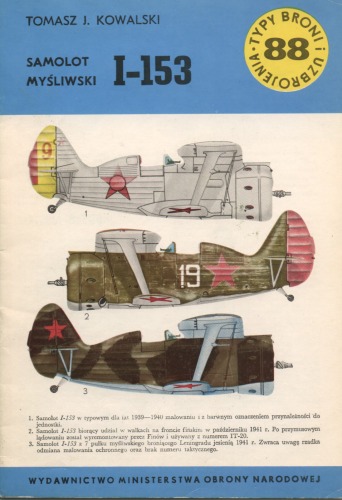 TOMASZ J. KOWALSKI
SAMOLOT
MYŚLIWSKI I-153
TYPY BRONI i UZBROJENIA
88
9
1
19
2
3
1. Samolot I-153 w typowym dla lat 1939—1940 malowaniu i z barwnym oznaczeniem przynależności do
jednostki.
2. Samolot I-153 biorący udział w walkach na froncie fińskim w październiku 1941 r. Po przymusowym
lądowaniu został wyremontowany przez Finów i używany z numerem IT-20.
3. Samolot I-153 z 7 pułku myśliwskiego broniącego Leningradu jesienią 1941 r. Zwraca uwagę rzadka
odmiana malowania ochronnego oraz brak numeru taktycznego.
WYDAWNICTWO MINISTERSTWA OBRONY NARODOWEJ